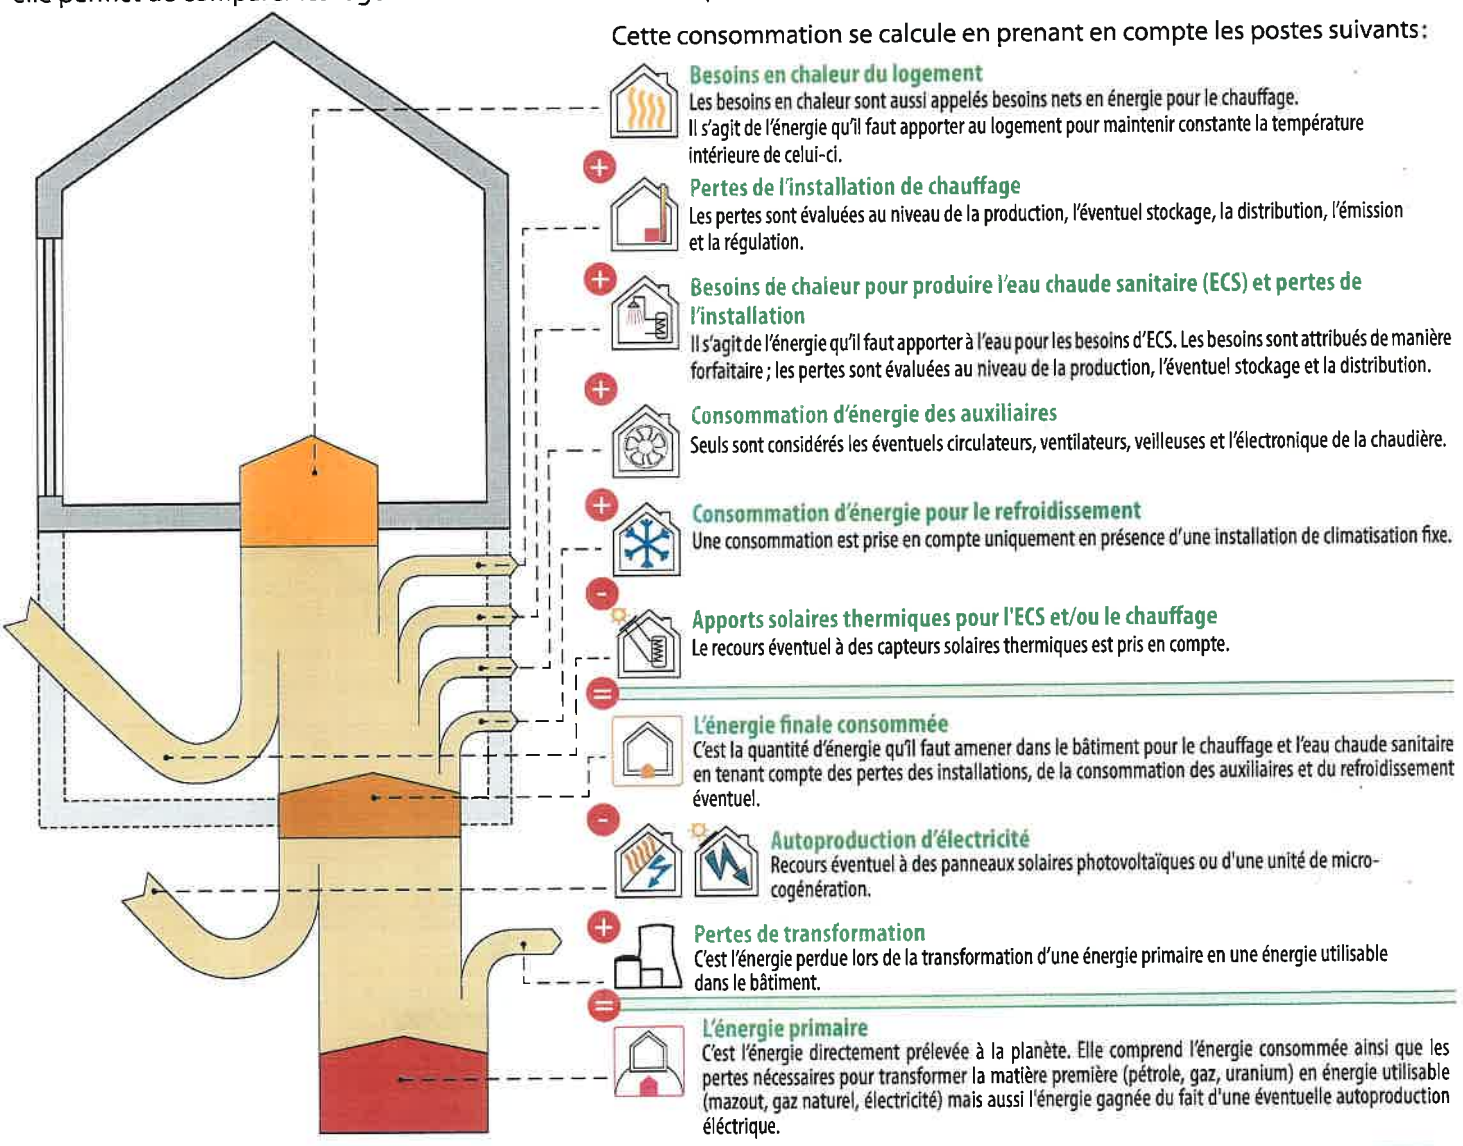 Cette consommation se calcule en prenant en compte les postes suivants :
Besoins en chaleur du logement
Les besoins en chaleur sont aussi appelés besoins nets en énergie pour le chauffage.
Il s'agit de l'énergie qu'il faut apporter au logement pour maintenir constante la température
intérieure de celui-ci.
+
Pertes de l'installation de chauffage
Les pertes sont évaluées au niveau de la production, l'éventuel stockage, la distribution, l'émission
et la régulation.
+
Besoins de chaleur pour produire l'eau chaude sanitaire (ECS) et pertes de
l'installation
Il s'agit de l'énergie qu'il faut apporter à l'eau pour les besoins d'ECS. Les besoins sont attribués de manière
forfaitaire ; les pertes sont évaluées au niveau de la production, l'éventuel stockage et la distribution.
+
Consommation d'énergie des auxiliaires
Seuls sont considérés les éventuels circulateurs, ventilateurs, veilleuses et l'électronique de la chaudière.
+
Consommation d'énergie pour le refroidissement
Une consommation est prise en compte uniquement en présence d'une installation de climatisation fixe.
-
Apports solaires thermiques pour l'ECS et/ou le chauffage
Le recours éventuel à des capteurs solaires thermiques est pris en compte.
=
L'énergie finale consommée
C'est la quantité d'énergie qu'il faut amener dans le bâtiment pour le chauffage et l'eau chaude sanitaire
en tenant compte des pertes des installations, de la consommation des auxiliaires et du refroidissement
éventuel.
-
Autoproduction d'électricité
Recours éventuel à des panneaux solaires photovoltaïques ou d'une unité de micro-
cogénération.
+
Pertes de transformation
C'est l'énergie perdue lors de la transformation d'une énergie primaire en une énergie utilisable
dans le bâtiment.
=
L'énergie primaire
C'est l'énergie directement prélevée à la planète. Elle comprend l'énergie consommée ainsi que les
pertes nécessaires pour transformer la matière première (pétrole, gaz, uranium) en énergie utilisable
(mazout, gaz naturel, électricité) mais aussi l'énergie gagnée du fait d'une éventuelle autoproduction
éléctrique.